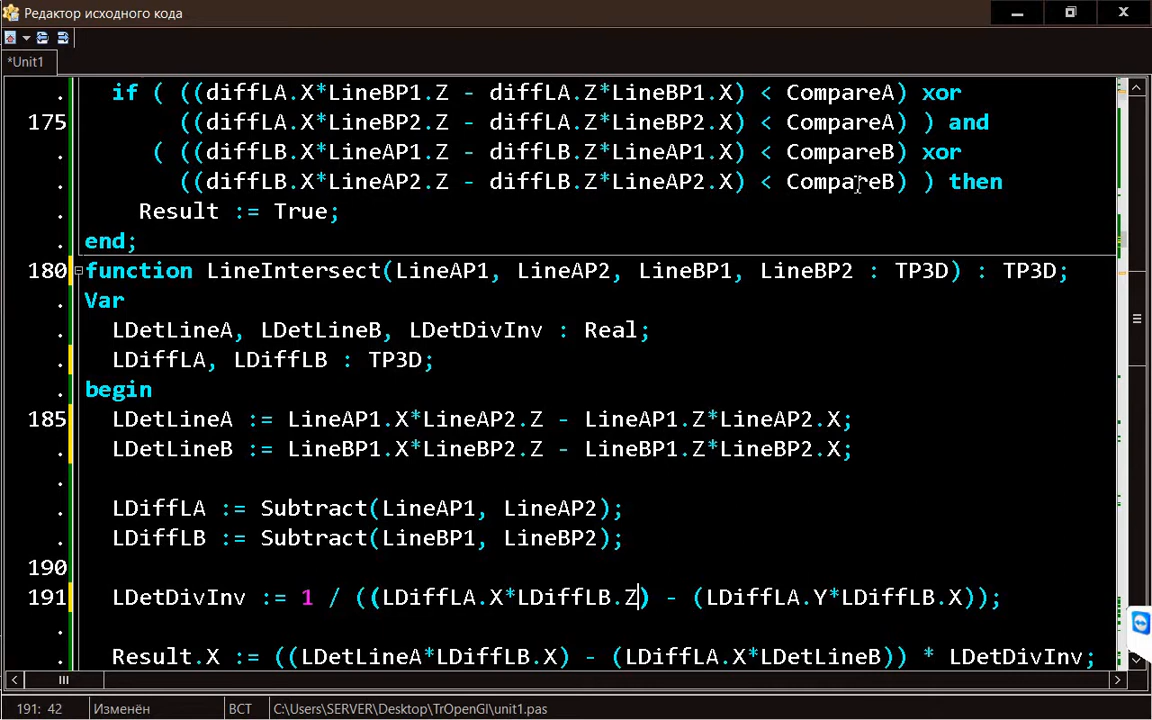 Редактор исходного кода
*Unit1
. if ( ((diffLA.X*LineBP1.Z - diffLA.Z*LineBP1.X) < CompareA) xor
175 ((diffLA.X*LineBP2.Z - diffLA.Z*LineBP2.X) < CompareA) ) and
. ( ((diffLB.X*LineAP1.Z - diffLB.Z*LineAP1.X) < CompareB) xor
. ((diffLB.X*LineAP2.Z - diffLB.Z*LineAP2.X) < CompareB) ) then
. Result := True;
. end;
180 function LineIntersect(LineAP1, LineAP2, LineBP1, LineBP2 : TP3D) : TP3D;
. Var
. LDetLineA, LDetLineB, LDetDivInv : Real;
. LDiffLA, LDiffLB : TP3D;
. begin
185 LDetLineA := LineAP1.X*LineAP2.Z - LineAP1.Z*LineAP2.X;
. LDetLineB := LineBP1.X*LineBP2.Z - LineBP1.Z*LineBP2.X;
.
. LDiffLA := Subtract(LineAP1, LineAP2);
. LDiffLB := Subtract(LineBP1, LineBP2);
190
191 LDetDivInv := 1 / ((LDiffLA.X*LDiffLB.Z) - (LDiffLA.Y*LDiffLB.X));
.
. Result.X := ((LDetLineA*LDiffLB.X) - (LDiffLA.X*LDetLineB)) * LDetDivInv;
191: 42 Изменён ВСТ C:\Users\SERVER\Desktop\TrOpenGl\unit1.pas